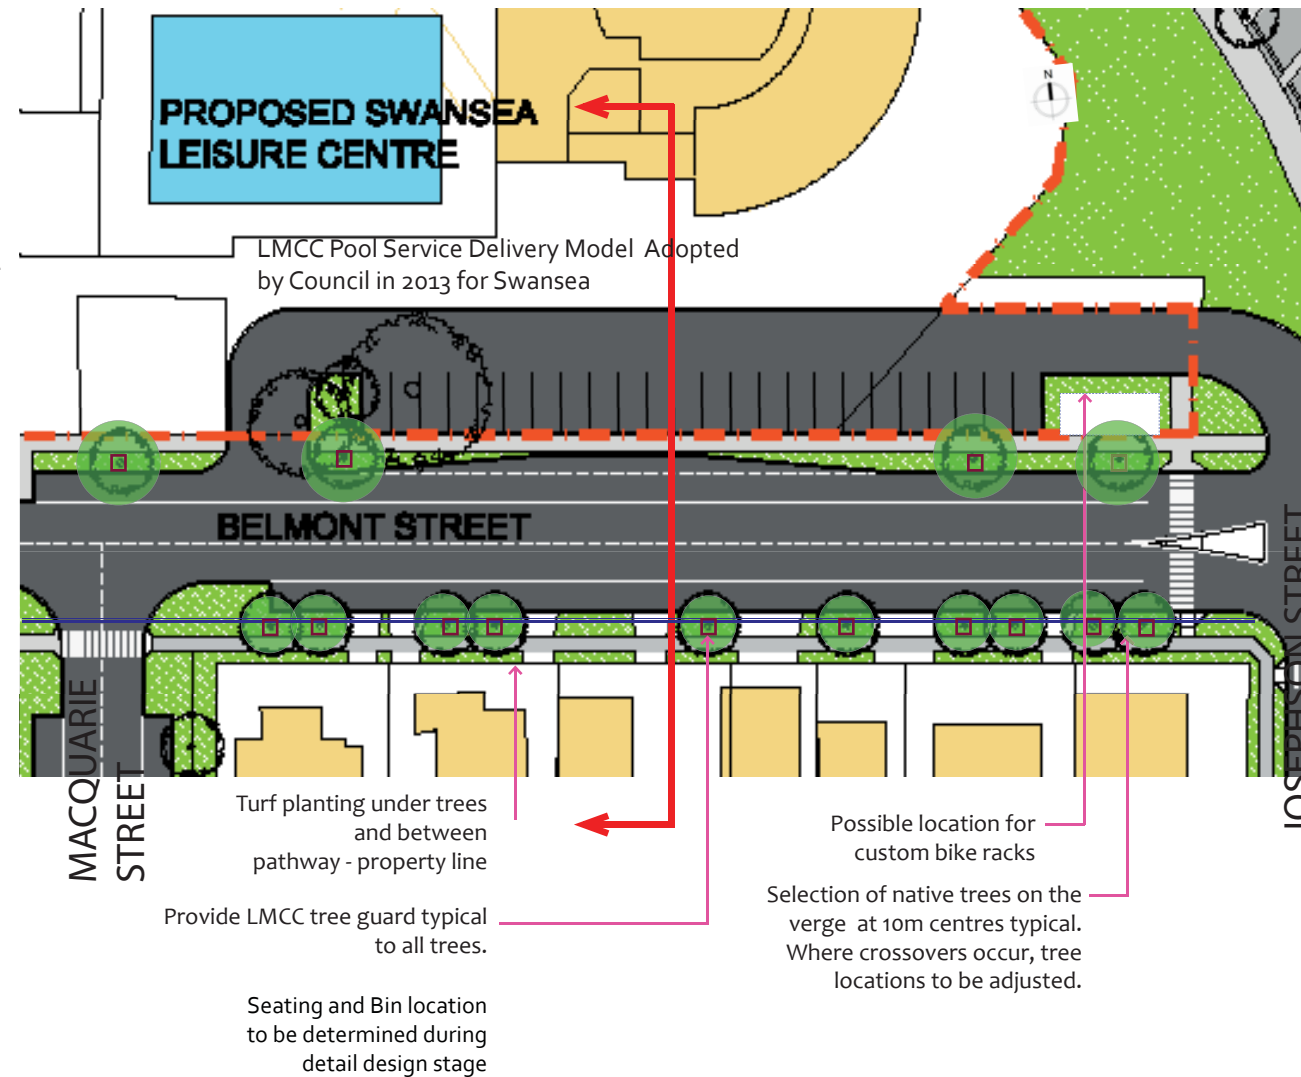 PROPOSED SWANSEA
LEISURE CENTRE
N
LMCC Pool Service Delivery Model Adopted
by Council in 2013 for Swansea
BELMONT STREET
MACQUARIE
STREET
JOSEPHSON STREET
Turf planting under trees
and between
pathway - property line
Provide LMCC tree guard typical
to all trees.
Seating and Bin location
to be determined during
detail design stage
Possible location for
custom bike racks
Selection of native trees on the
verge at 10m centres typical.
Where crossovers occur, tree
locations to be adjusted.